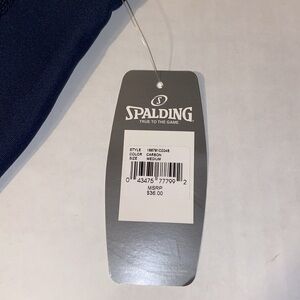 S
SPALDING
TRUE TO THE GAME
STYLE
COLOR CARBON
SIZE MEDIUM
0 43475 77799 2
MSRP
$36.00